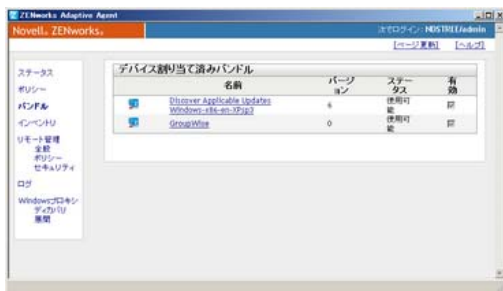 ZENworks Adaptive Agent
Novell. ZENworks.
次でログイン: NDSTREE/admin
[ページ更新] [ヘルプ]
ステータス
ポリシー
バンドル
インベントリ
リモート管理
全般
ポリシー
セキュリティ
ログ
Windowsプロキシ
ディカバリ
展開
デバイス割り当て済みバンドル
名前 バージョン ステータス 有効
Discover Applicable Updates Windows-x86-en-XPsp3 6 使用可能
GroupWise 0 使用可能